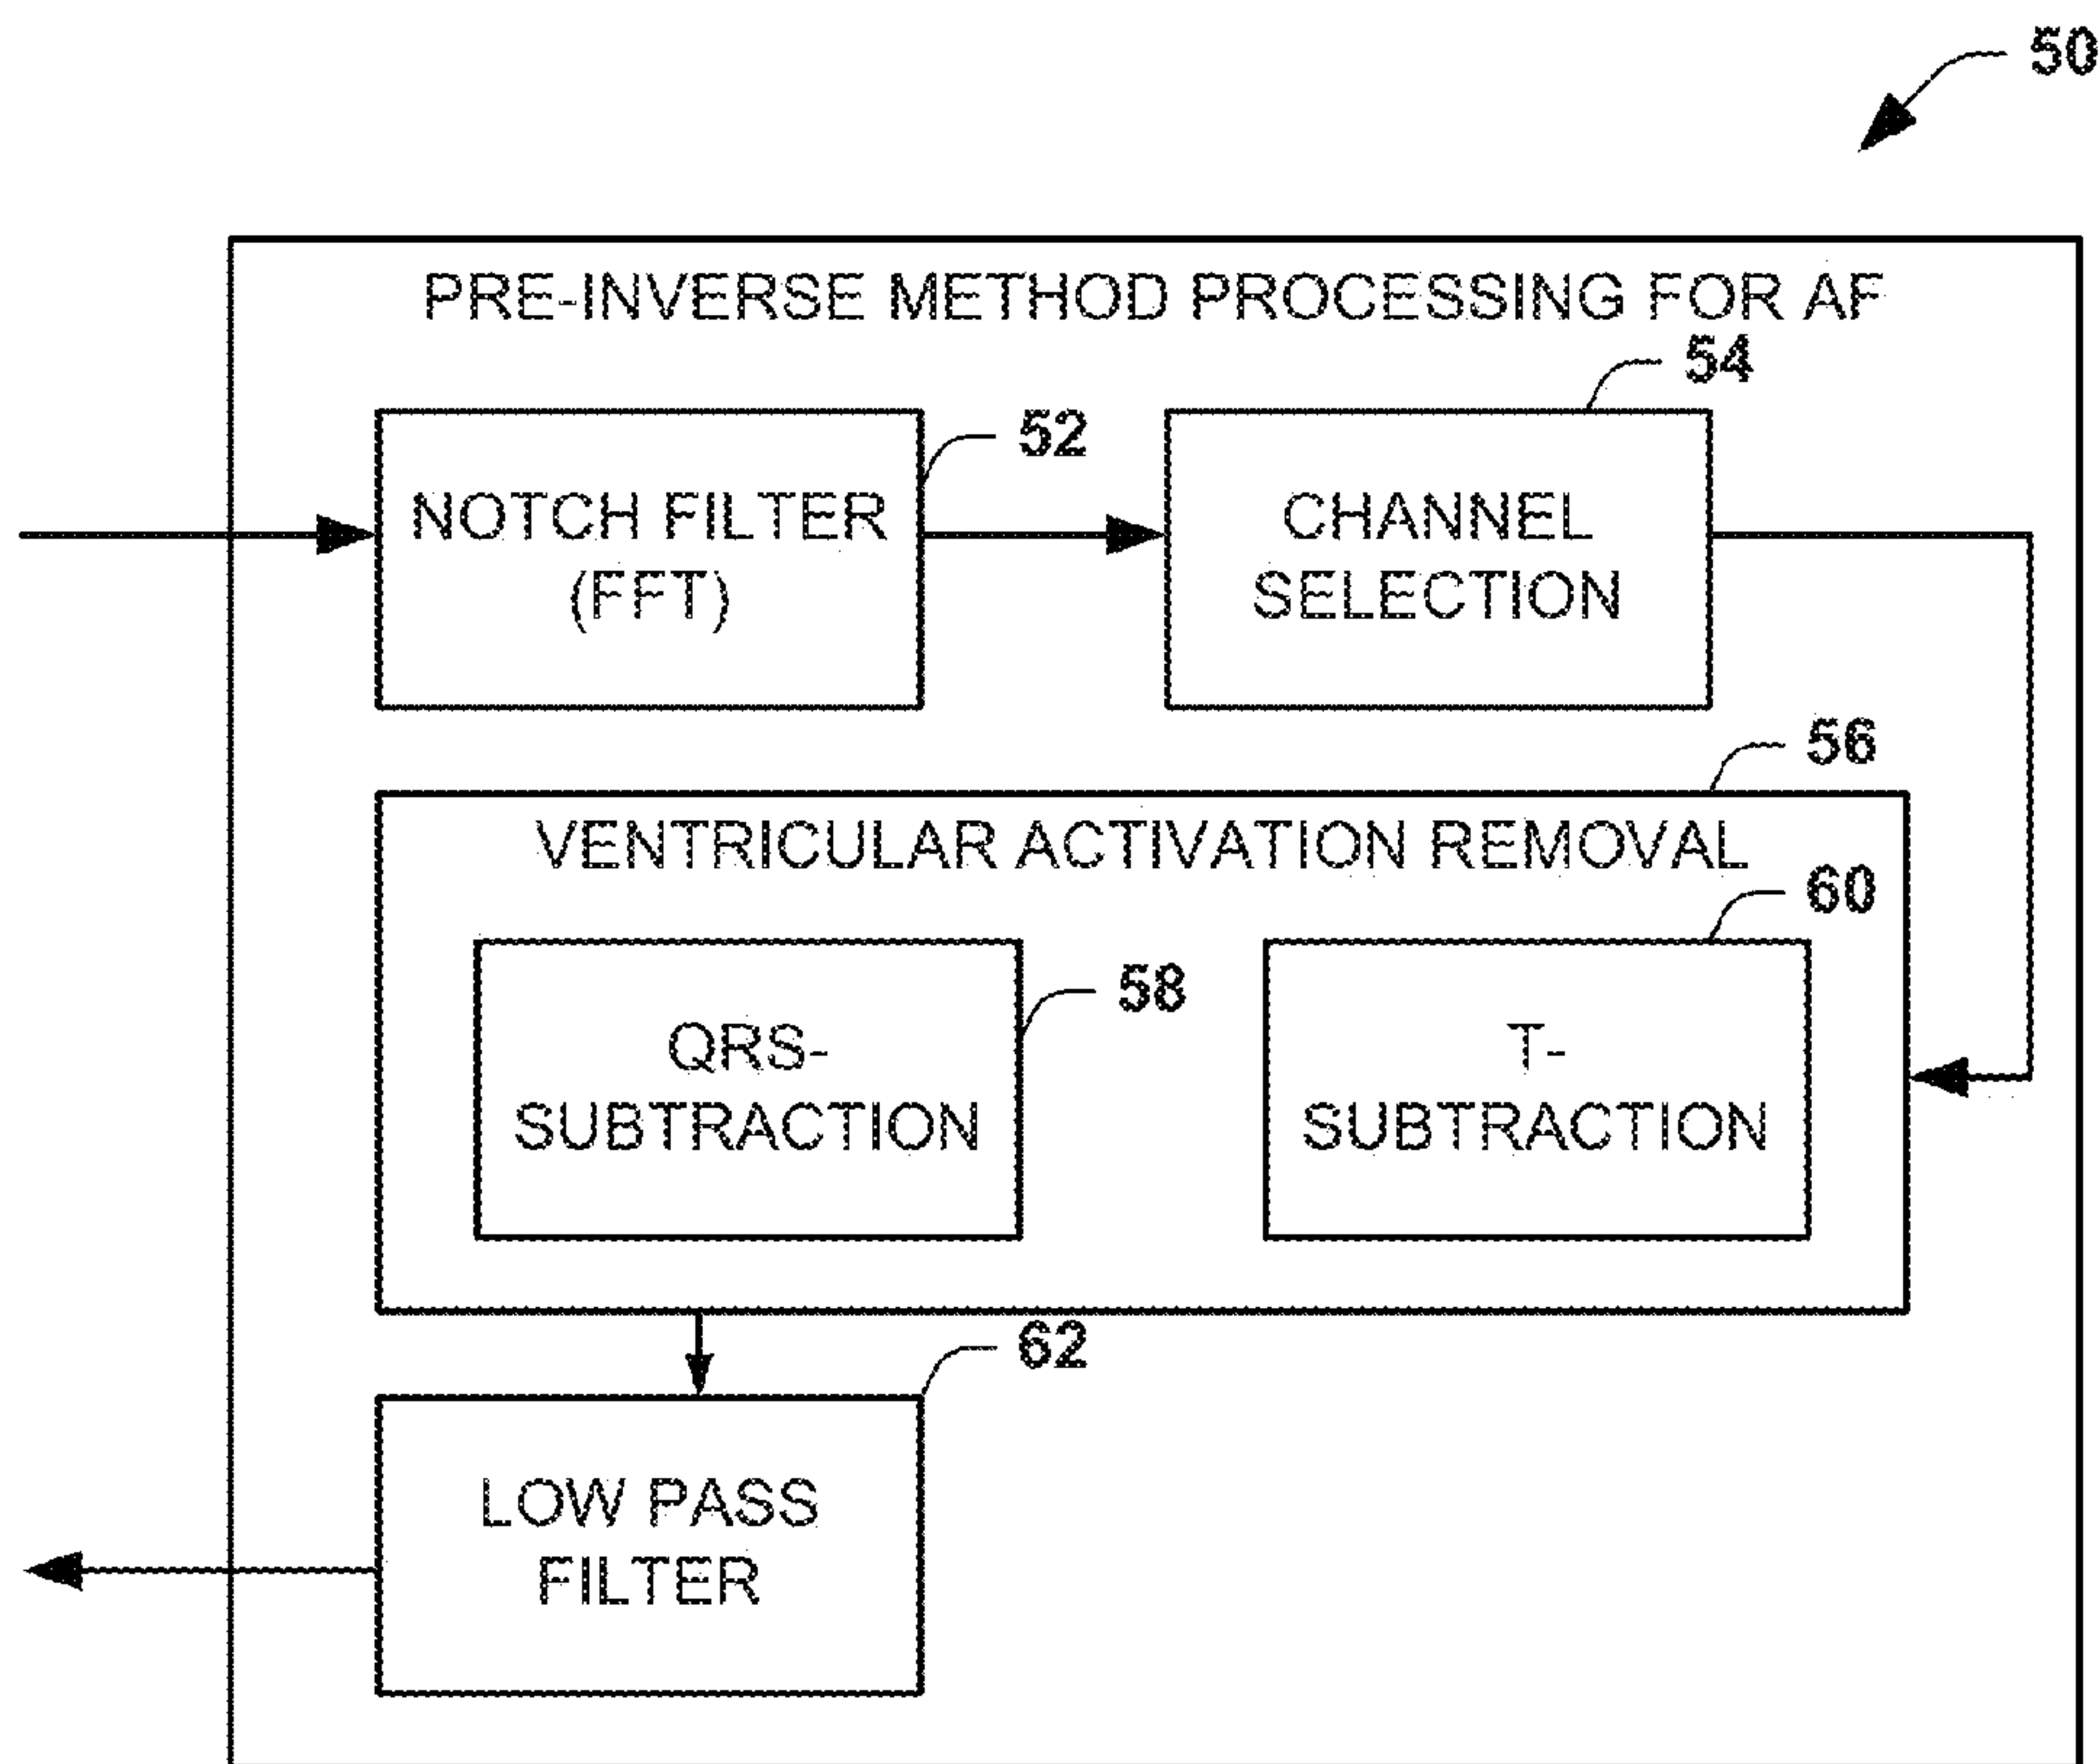 50
PRE-INVERSE METHOD PROCESSING FOR AF
54
52
NOTCH FILTER
(FFT)
CHANNEL
SELECTION
56
VENTRICULAR ACTIVATION REMOVAL
60
58
QRS-
SUBTRACTION
T-
SUBTRACTION
62
LOW PASS
FILTER